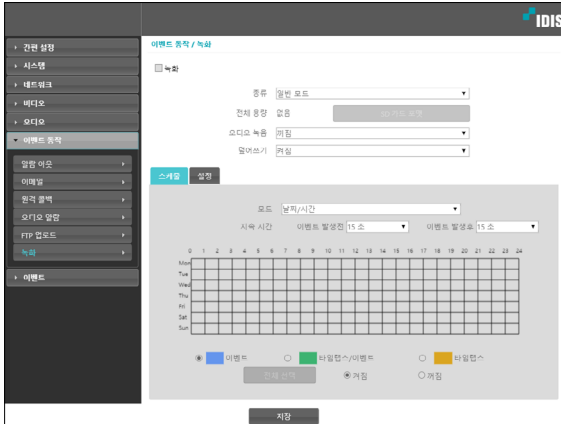 IDIS
간편 설정
시스템
네트워크
비디오
오디오
이벤트 동작
알람 아웃
이메일
원격 콜백
오디오 알람
FTP 업로드
녹화
이벤트
이벤트 동작 / 녹화
녹화
종류 일반 모드
전체 용량 없음 SD 카드 포맷
오디오 녹음 꺼짐
덮어쓰기 켜짐
스케줄 설정
모드 날짜/시간
지속 시간 이벤트 발생전 15 초 이벤트 발생후 15 초
0 1 2 3 4 5 6 7 8 9 10 11 12 13 14 15 16 17 18 19 20 21 22 23 24
Mon
Tue
Wed
Thu
Fri
Sat
Sun
이벤트 타임랩스/이벤트 타임랩스
전체 선택 켜짐 꺼짐
저장